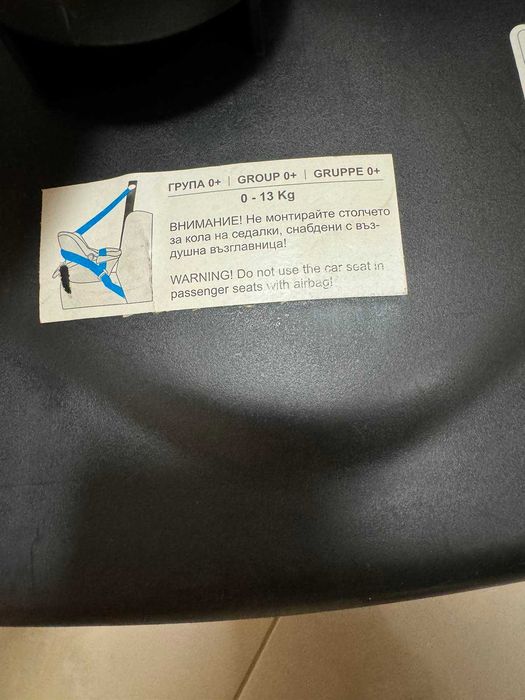 ГРУПА 0+ | GROUP 0+ | GRUPPE 0+
0 - 13 Kg
ВНИМАНИЕ! Не монтирайте столчето
за кола на седалки, снабдени с въз-
душна възглавница!
WARNING! Do not use the car seat in
passenger seats with airbag!